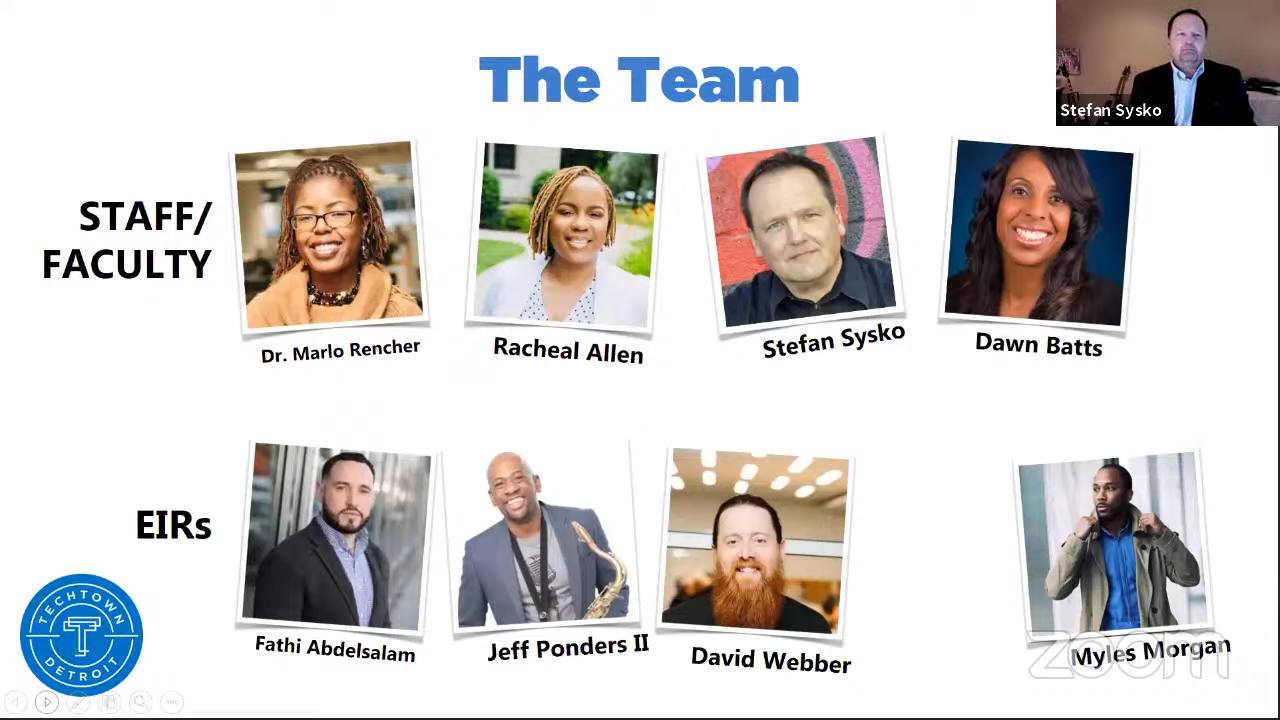 The Team
Stefan Sysko
STAFF/
FACULTY
Dr. Marlo Rencher
Racheal Allen
Stefan Sysko
Dawn Batts
EIRs
Fathi Abdelsalam
Jeff Ponders II
David Webber
Myles Morgan
TECHTOWN
T
DETROIT
zoom